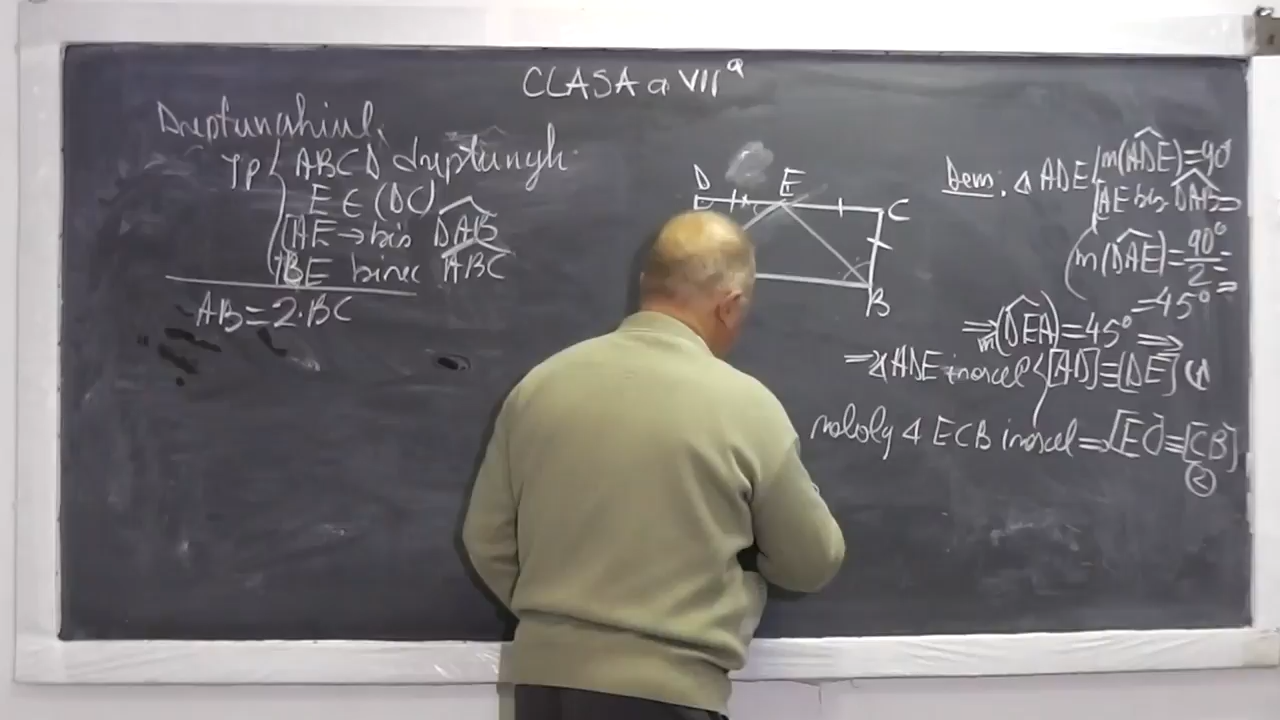 CLASA a VII a
Dreptunghiul.
Ip { ABCD dreptungh.
E ∈ (DC)
[AE → bis DAB
[BE bisec ABC
AB = 2·BC
D E C
B
Dem: Δ ADE { m(ADE) = 90°
[AE bis DAB ⇒
m(DAE) = 90°/2 =
= 45°
⇒ m(DEA) = 45° ⇒
⇒ Δ ADE isoscel { [AD] ≡ [DE] (1)
Δ ECB isoscel ⇒ [EC] ≡ [CB]
(2)